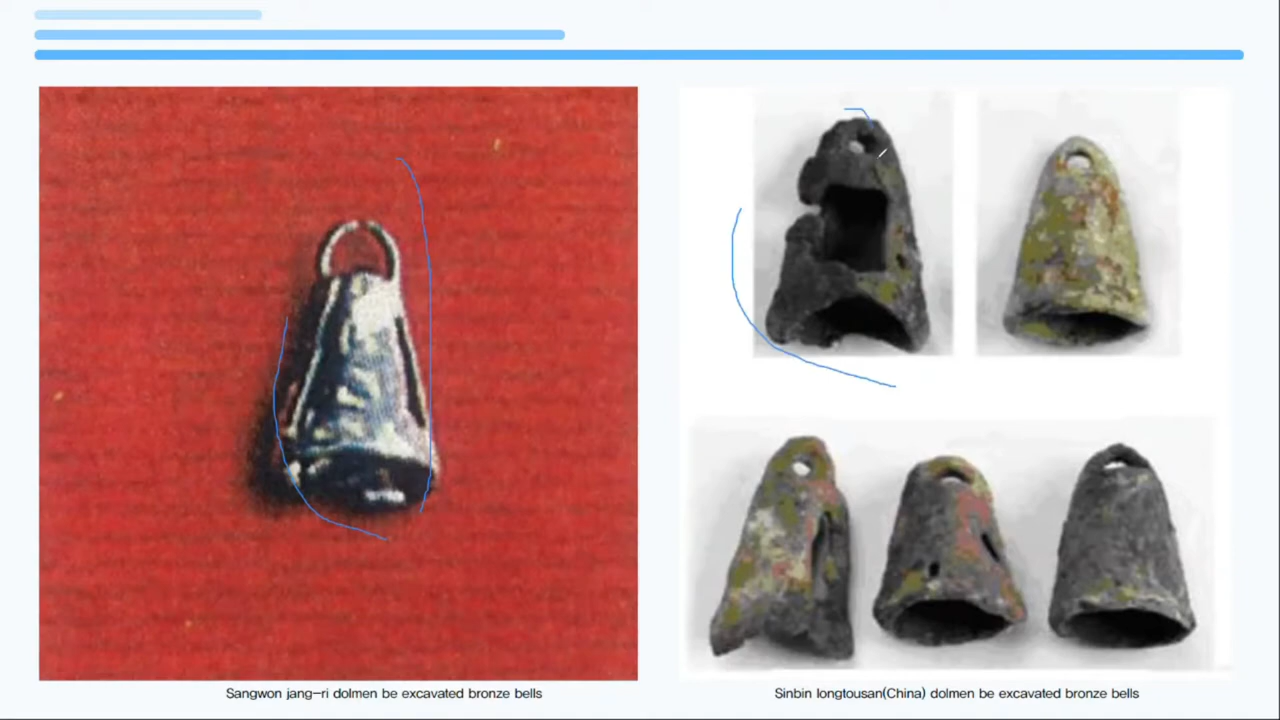 Sangwon jang-ri dolmen be excavated bronze bells
Sinbin longtousan(China) dolmen be excavated bronze bells